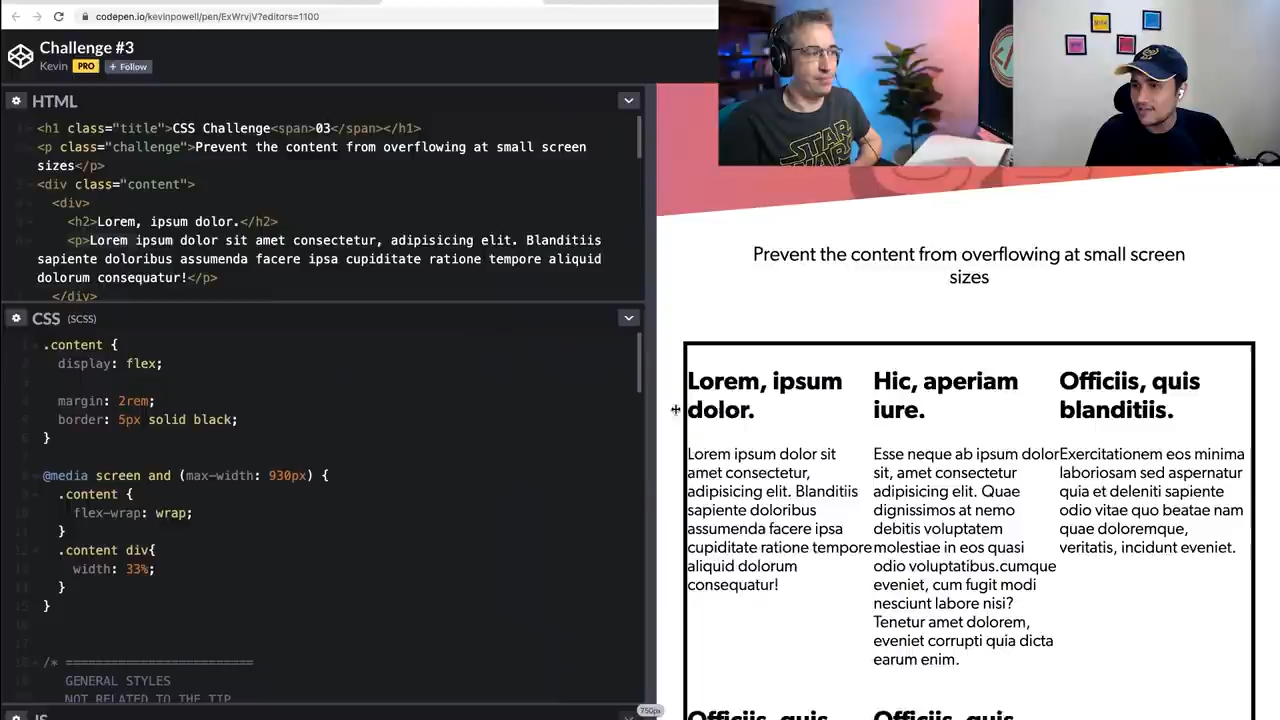 codepen.io/kevinpowell/pen/ExWrvjV?editors=1100
Challenge #3
Kevin PRO + Follow
HTML
<h1 class="title">CSS Challenge<span>03</span></h1>
<p class="challenge">Prevent the content from overflowing at small screen
sizes</p>
<div class="content">
<div>
<h2>Lorem, ipsum dolor.</h2>
<p>Lorem ipsum dolor sit amet consectetur, adipisicing elit. Blanditiis
sapiente doloribus assumenda facere ipsa cupiditate ratione tempore aliquid
dolorum consequatur!</p>
</div>
CSS (SCSS)
.content {
display: flex;
margin: 2rem;
border: 5px solid black;
}
@media screen and (max-width: 930px) {
.content {
flex-wrap: wrap;
}
.content div{
width: 33%;
}
}
/* =========================
GENERAL STYLES
NOT RELATED TO THE TIP
JS
750px
STAR
WARS
Prevent the content from overflowing at small screen
sizes
Lorem, ipsum
dolor.
Lorem ipsum dolor sit
amet consectetur,
adipisicing elit. Blanditiis
sapiente doloribus
assumenda facere ipsa
cupiditate ratione tempore
aliquid dolorum
consequatur!
Hic, aperiam
iure.
Esse neque ab ipsum dolor
sit, amet consectetur
adipisicing elit. Quae
dignissimos at nemo
debitis voluptatem
molestiae in eos quasi
odio voluptatibus.cumque
eveniet, cum fugit modi
nesciunt labore nisi?
Tenetur amet dolorem,
eveniet corrupti quia dicta
earum enim.
Officiis, quis
blanditiis.
Exercitationem eos minima
laboriosam sed aspernatur
quia et deleniti sapiente
odio vitae quo beatae nam
quae doloremque,
veritatis, incidunt eveniet.
Officiis, quis
Officiis, quis